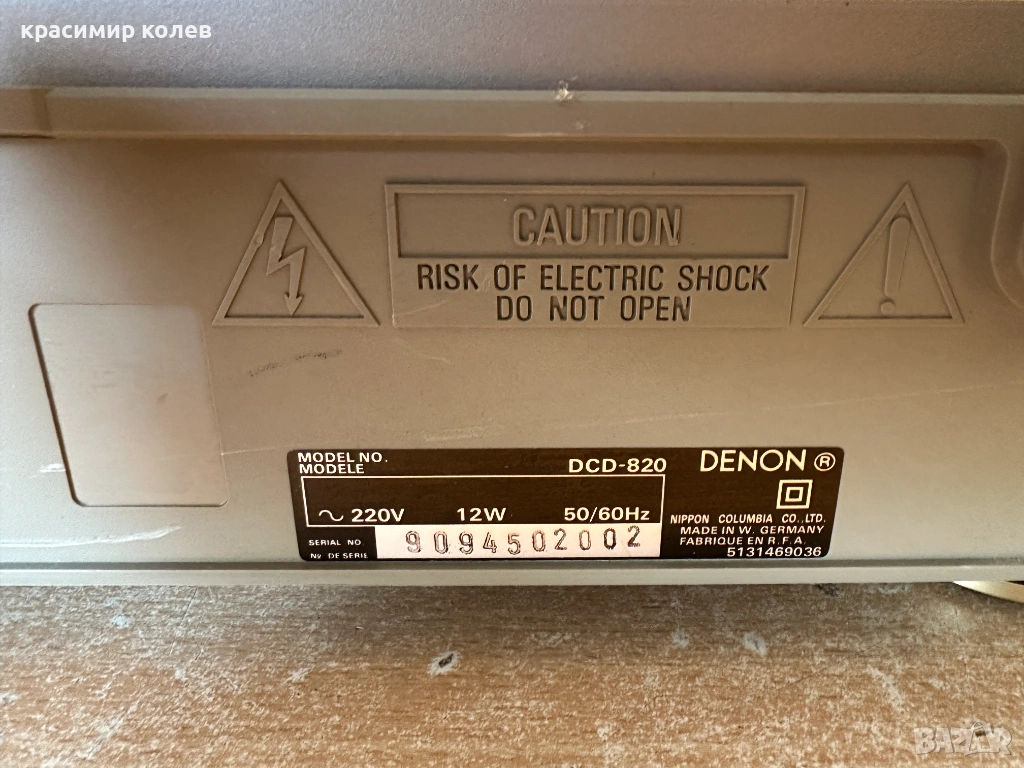 красимир колев
CAUTION
RISK OF ELECTRIC SHOCK
DO NOT OPEN
MODEL NO.
MODELE
DCD-820
DENON ®
~ 220V 12W 50/60Hz
SERIAL NO.
No DE SERIE
9094502002
NIPPON COLUMBIA CO.,LTD.
MADE IN W. GERMANY
FABRIQUE EN R.F.A.
5131469036
BAZAR